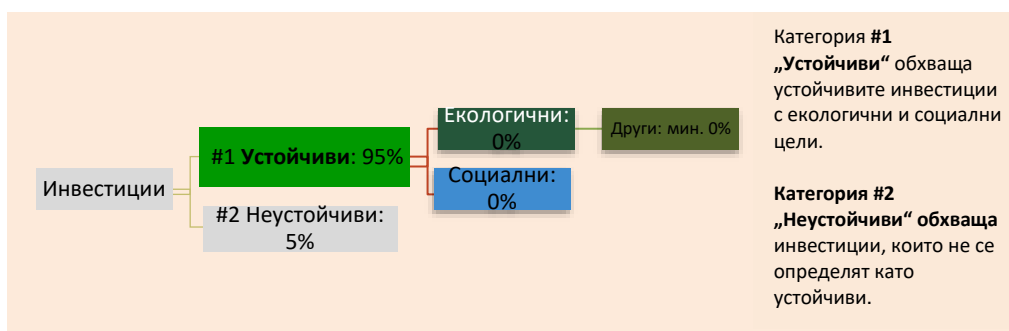 Инвестиции
#1 Устойчиви: 95%
#2 Неустойчиви:
5%
Екологични:
0%
Социални:
0%
Други: мин. 0%
Категория #1
„Устойчиви“ обхваща
устойчивите инвестиции
с екологични и социални
цели.
Категория #2
„Неустойчиви“ обхваща
инвестиции, които не се
определят като
устойчиви.